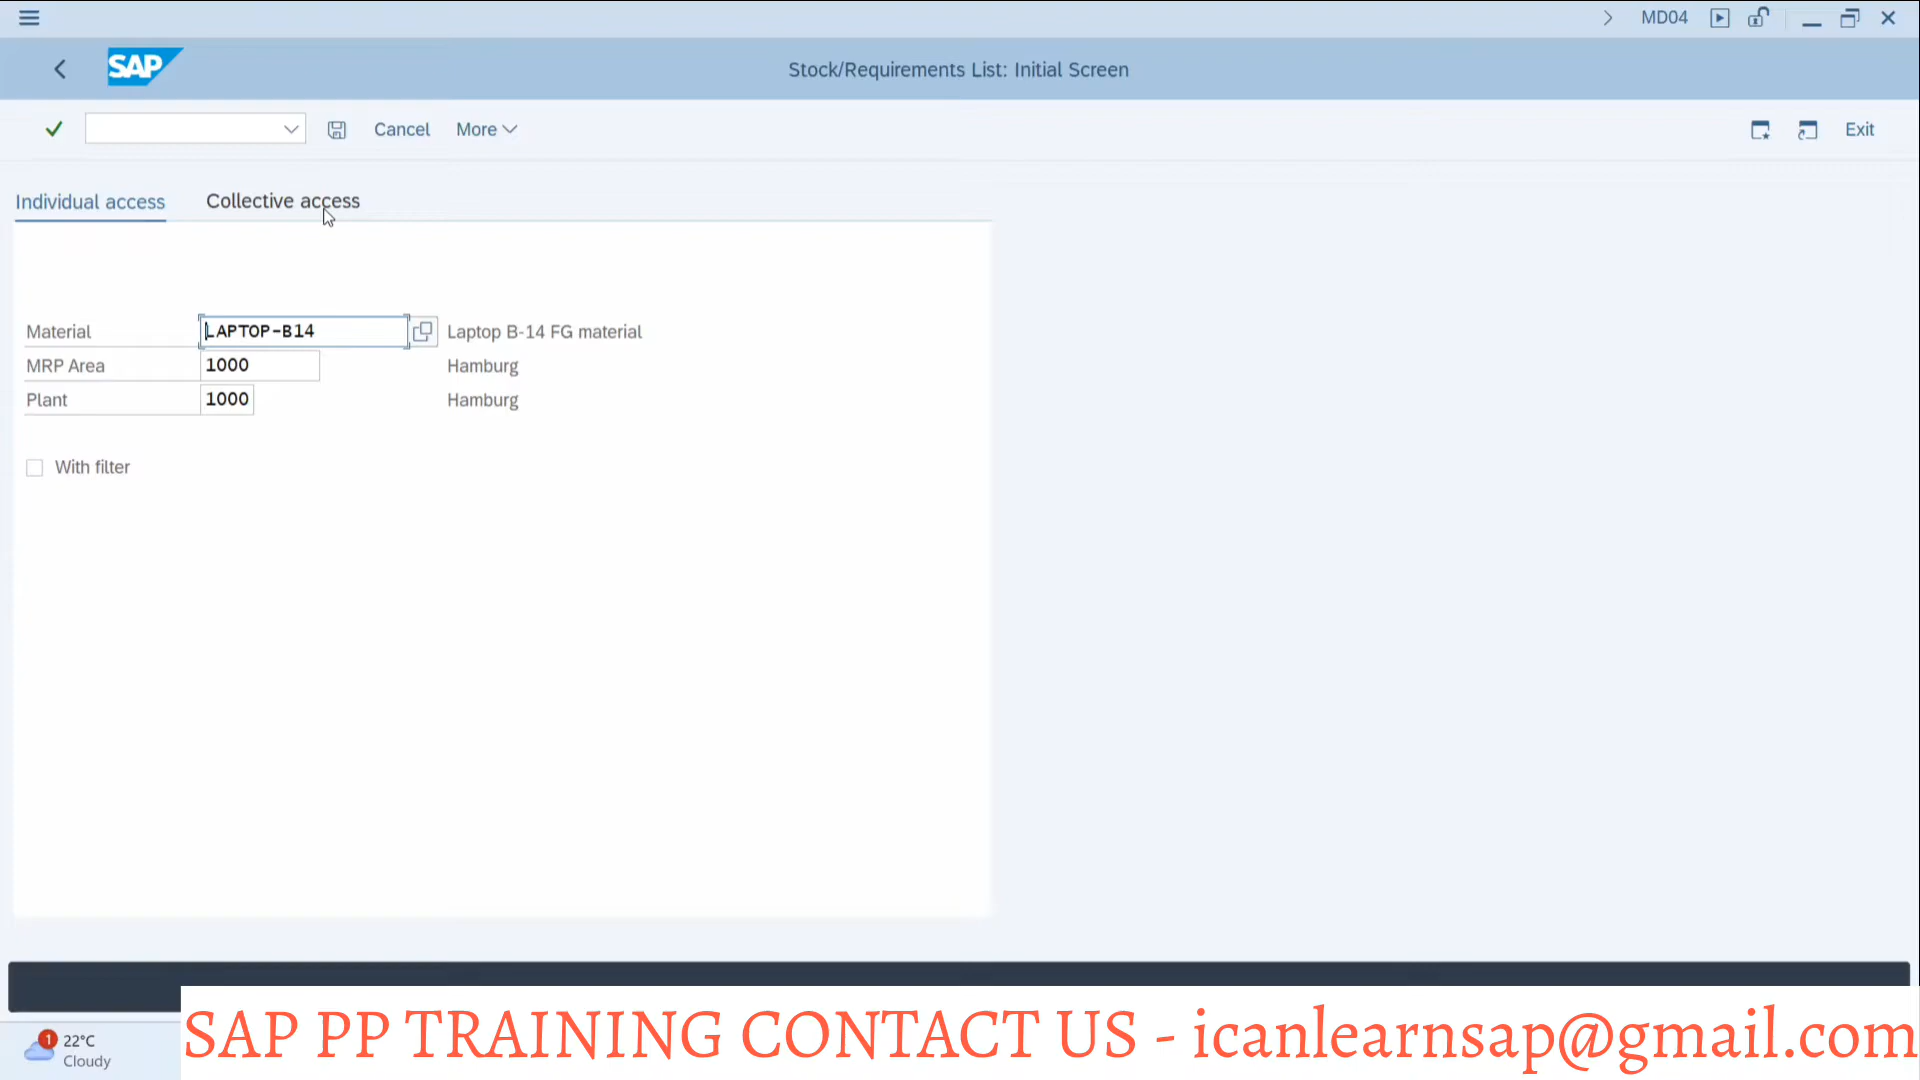 MD04
SAP
Stock/Requirements List: Initial Screen
Cancel
More
Exit
Individual access
Collective access
Material
LAPTOP-B14
Laptop B-14 FG material
MRP Area
1000
Hamburg
Plant
1000
Hamburg
With filter
1
22°C
Cloudy
SAP PP TRAINING CONTACT US - icanlearnsap@gmail.com